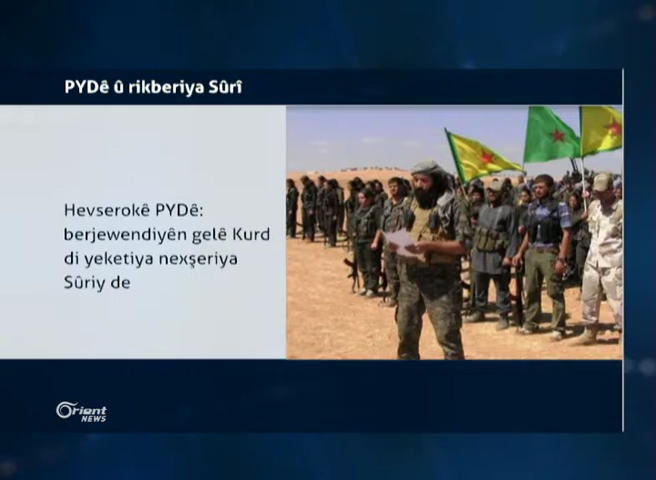 PYDê û rikberiya Sûrî
Hevserokê PYDê:
berjewendiyên gelê Kurd
di yeketiya nexşeriya
Sûriy de
Orient
NEWS